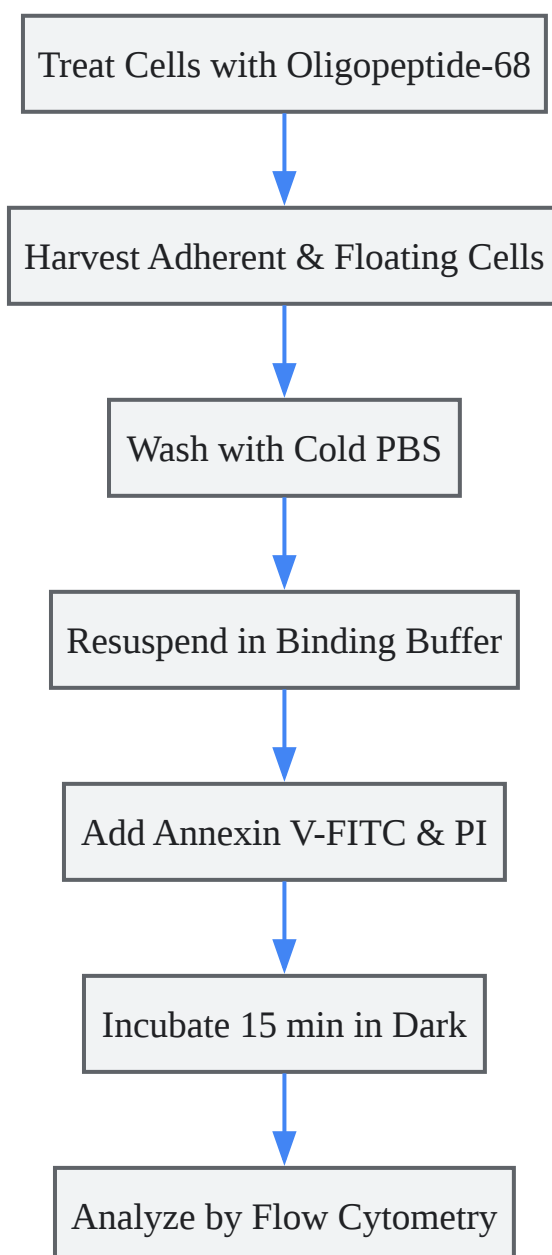 Treat Cells with Oligopeptide-68
Harvest Adherent & Floating Cells
Wash with Cold PBS
Resuspend in Binding Buffer
Add Annexin V-FITC & PI
Incubate 15 min in Dark
Analyze by Flow Cytometry